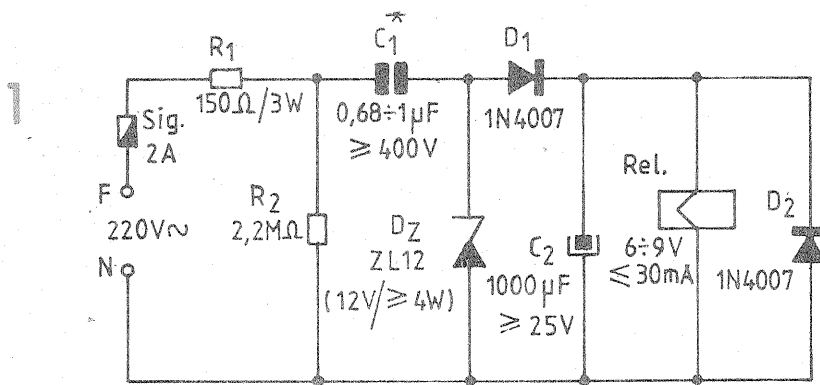 1
Sig.
2A
F
220V~
N
R1
150Ω/3W
R2
2,2MΩ
C1*
0,68÷1μF
≥ 400V
D1
1N4007
DZ
ZL12
(12V/≥ 4W)
C2
1000μF
≥ 25V
Rel.
6÷9V
≤ 30mA
D2
1N4007